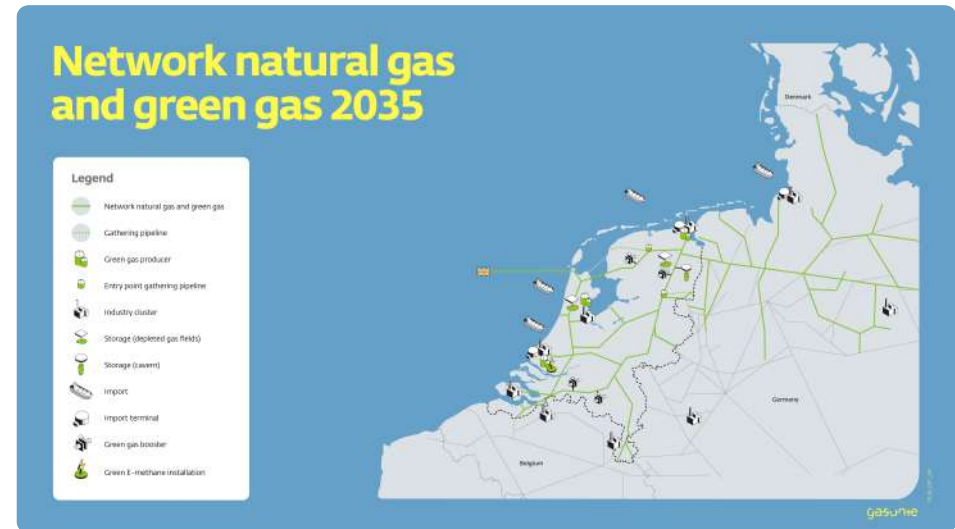 Network natural gas
and green gas 2035
Legend
Network natural gas and green gas
Gathering pipeline
Green gas producer
Entry point gathering pipeline
Industry cluster
Storage (depleted gas fields)
Storage (cavern)
Import
Import terminal
Green gas booster
Green E-methane installation
Denmark
Germany
Belgium
gasunie